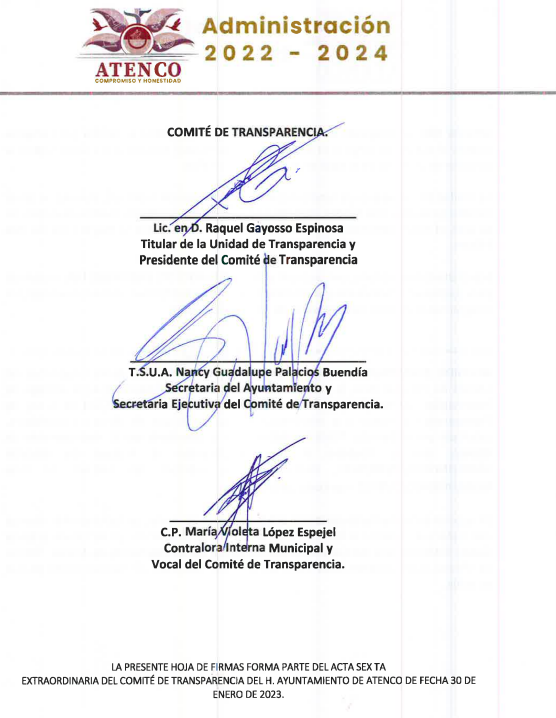 Administración
2022 - 2024
ATENCO
COMPROMISO Y HONESTIDAD
COMITÉ DE TRANSPARENCIA.
Lic. en D. Raquel Gayosso Espinosa
Titular de la Unidad de Transparencia y
Presidente del Comité de Transparencia
T.S.U.A. Nancy Guadalupe Palacios Buendía
Secretaria del Ayuntamiento y
Secretaria Ejecutiva del Comité de Transparencia.
C.P. María Violeta López Espejel
Contralora Interna Municipal y
Vocal del Comité de Transparencia.
LA PRESENTE HOJA DE FIRMAS FORMA PARTE DEL ACTA SEX TA
EXTRAORDINARIA DEL COMITÉ DE TRANSPARENCIA DEL H. AYUNTAMIENTO DE ATENCO DE FECHA 30 DE
ENERO DE 2023.